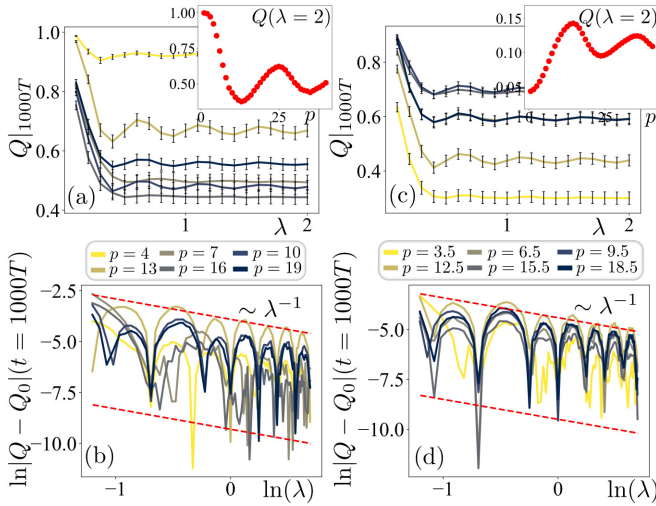 1.0
0.8
0.6
0.4
Q|1000T
(a)
1
λ
2
1.00
0.75
0.50
Q(λ = 2)
0
25
p
0.8
0.6
0.4
Q|1000T
(c)
1
λ
2
0.15
0.10
0.05
Q(λ = 2)
25
p
p = 4
p = 7
p = 10
p = 13
p = 16
p = 19
p = 3.5
p = 6.5
p = 9.5
p = 12.5
p = 15.5
p = 18.5
ln|Q − Q0|(t = 1000T)
−2.5
−5.0
−7.5
−10.0
∼ λ−1
(b)
−1
0
ln(λ)
ln|Q − Q0|(t = 1000T)
−5.0
−7.5
−10.0
∼ λ−1
(d)
−1
0
ln(λ)